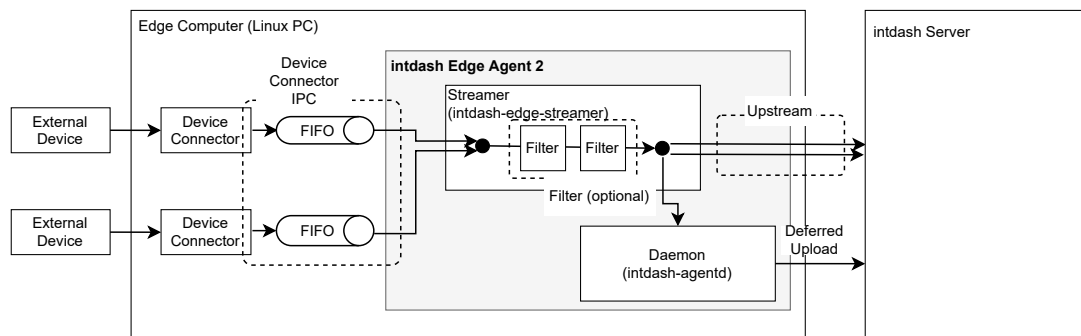 Edge Computer (Linux PC)
intdash Server
Device
Connector
IPC
intdash Edge Agent 2
Streamer
(intdash-edge-streamer)
Upstream
External
Device
Device
Connector
FIFO
Filter
Filter
Filter (optional)
External
Device
Device
Connector
FIFO
Daemon
(intdash-agentd)
Deferred
Upload